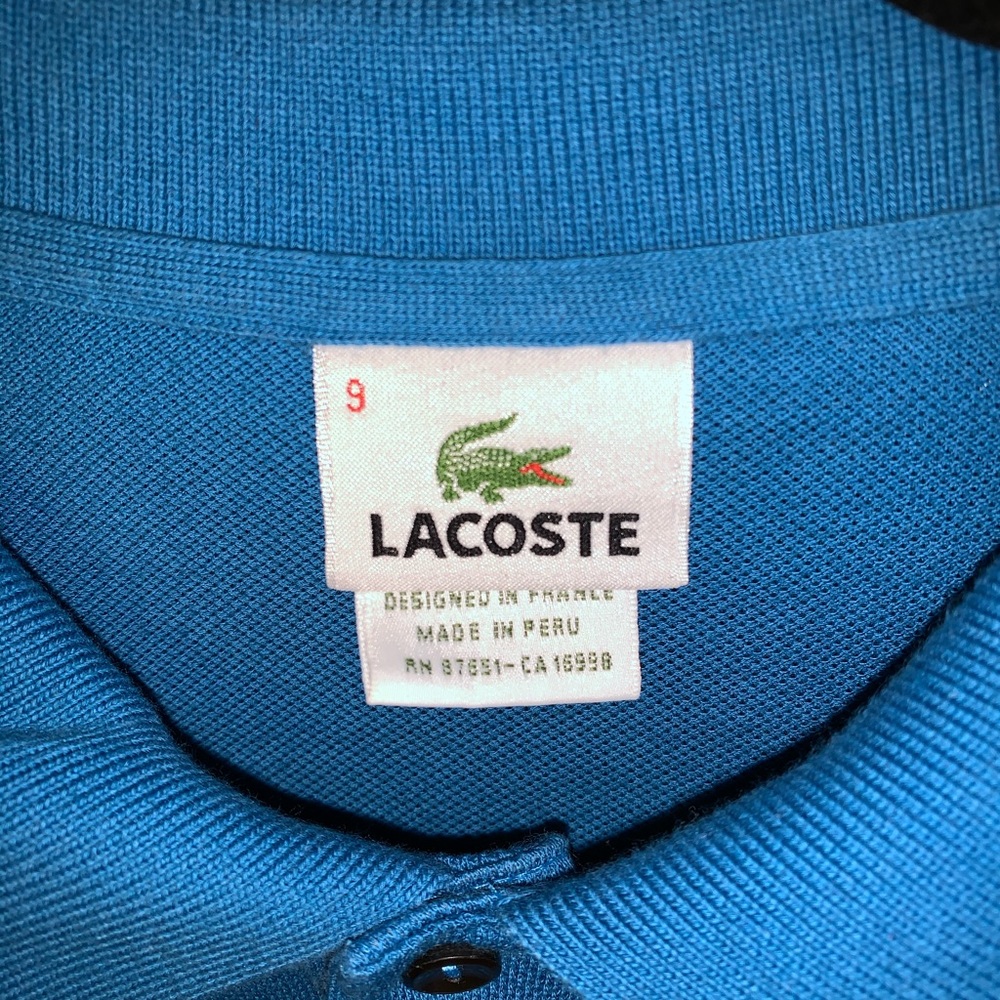 9
LACOSTE
DESIGNED IN FRANCE
MADE IN PERU
RN 87651-CA 16998